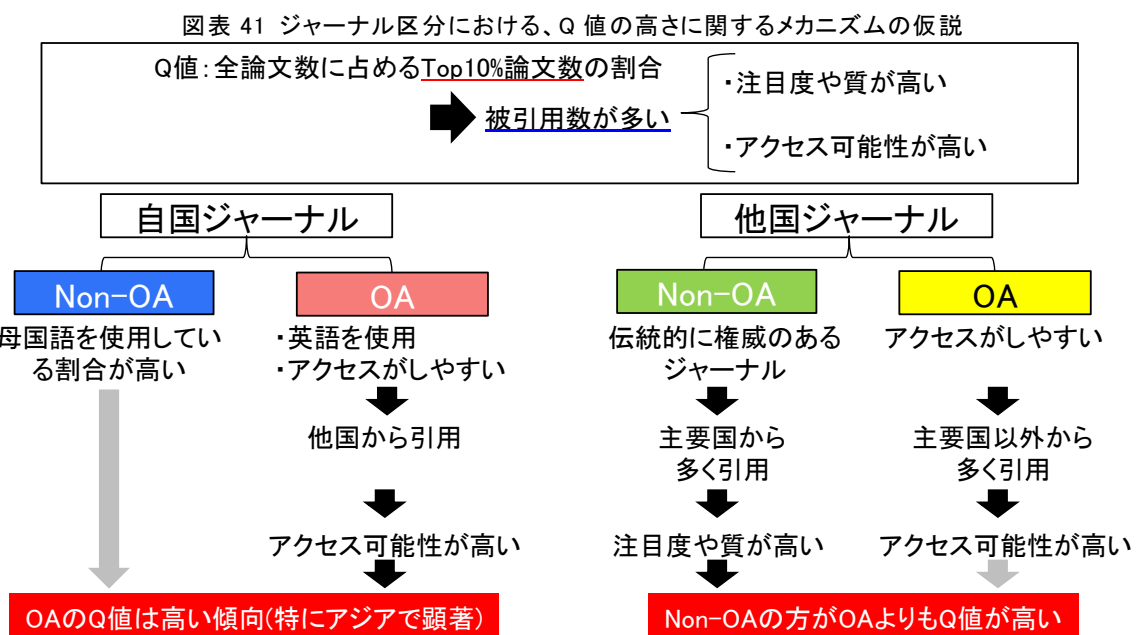 図表 41 ジャーナル区分における、Q 値の高さに関するメカニズムの仮説
Q値：全論文数に占めるTop10%論文数の割合
被引用数が多い
・注目度や質が高い
・アクセス可能性が高い
自国ジャーナル
Non-OA
母国語を使用してい
る割合が高い
OA
・英語を使用
・アクセスがしやすい
他国から引用
アクセス可能性が高い
OAのQ値は高い傾向(特にアジアで顕著)
他国ジャーナル
Non-OA
伝統的に権威のある
ジャーナル
主要国から
多く引用
注目度や質が高い
OA
アクセスがしやすい
主要国以外から
多く引用
アクセス可能性が高い
Non-OAの方がOAよりもQ値が高い